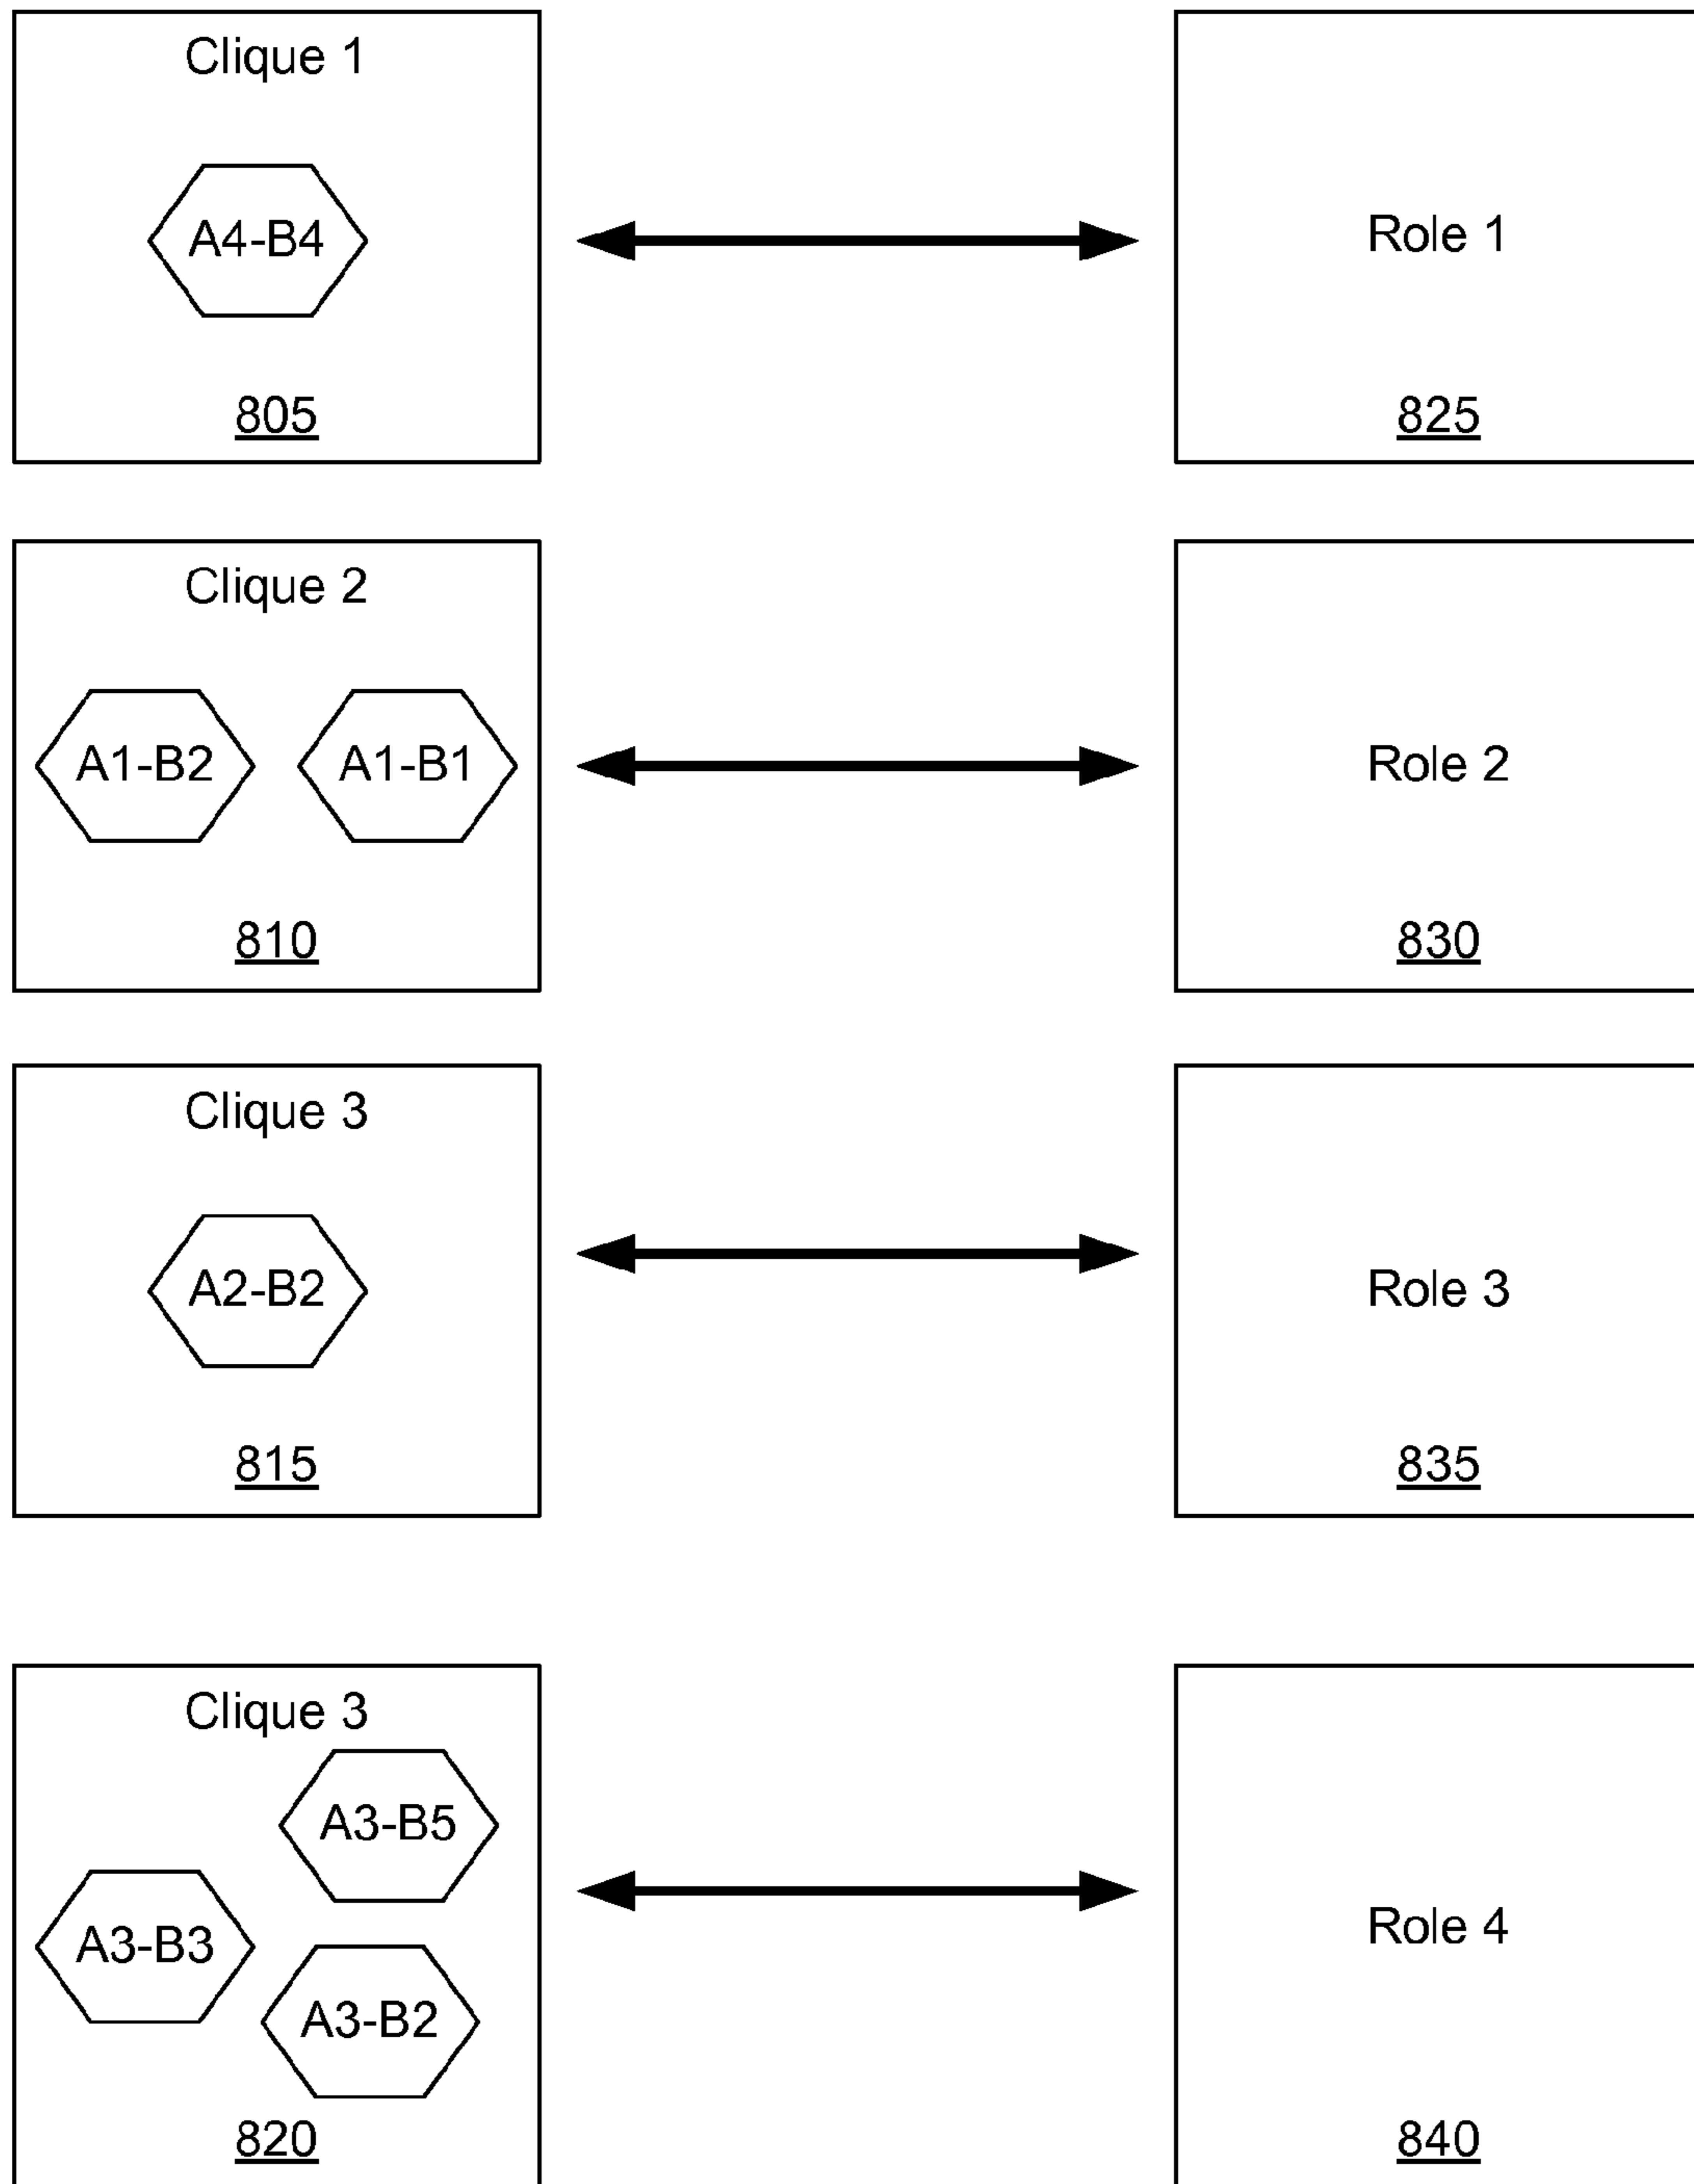 Clique 1
A4-B4
805
Role 1
825
Clique 2
A1-B2
A1-B1
810
Role 2
830
Clique 3
A2-B2
815
Role 3
835
Clique 3
A3-B5
A3-B3
A3-B2
820
Role 4
840